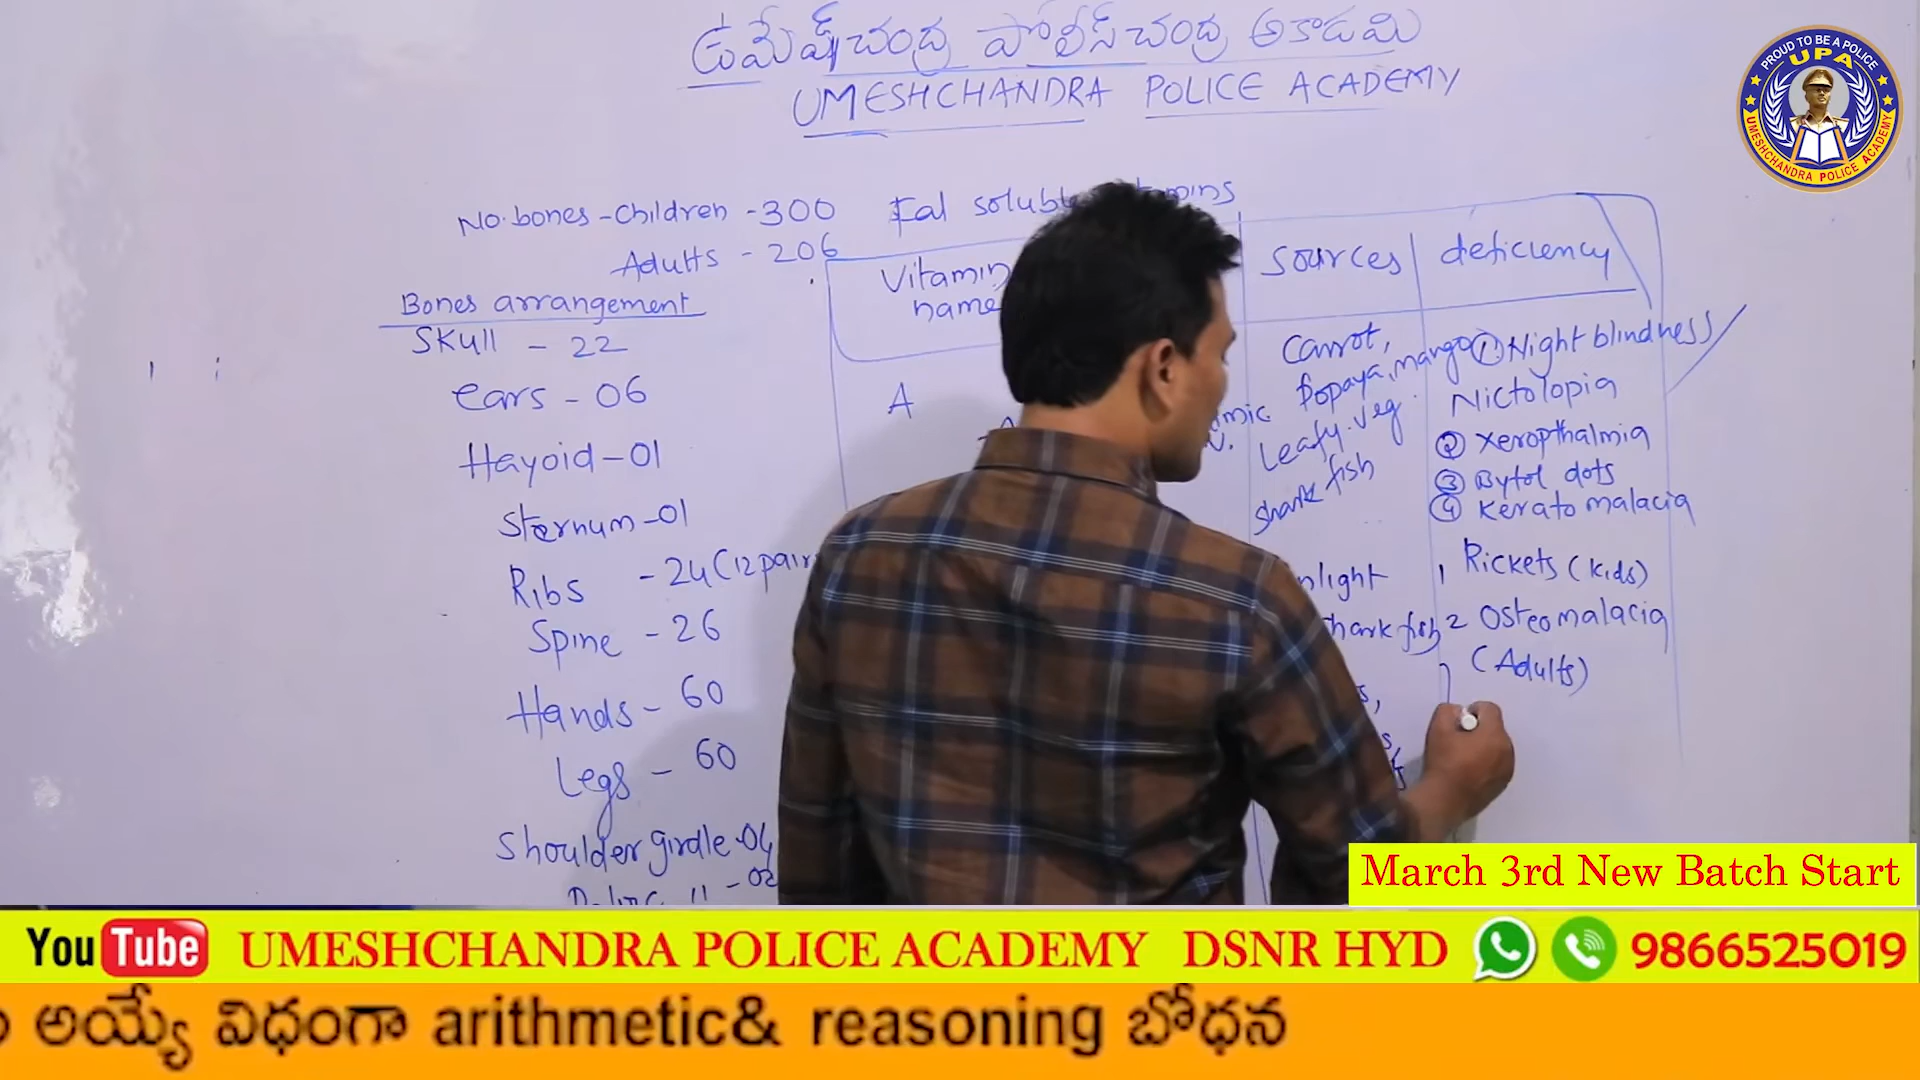 ఉమేష్ చంద్ర పోలీస్ చంద్ర అకాడమి
UMESHCHANDRA POLICE ACADEMY
PROUD TO BE A POLICE
UPA
UMESHCHANDRA POLICE ACADEMY
No. bones - Children - 300
Adults - 206
Bones arrangement
Skull - 22
ears - 06
Hayoid - 01
Sternum - 01
Ribs - 24 (12 pair
Spine - 26
Hands - 60
Legs - 60
Shoulder girdle - 04
- 02
Fat soluble
Vitamin name
sources
deficiency
A
Carrot,
Popaya, mango
Leafy. veg.
shark fish
① Night blindness
Nictolopia
② Xeropthalmia
③ Bytol dots
④ Kerato malacia
1 Rickets (kids)
2 Osteomalacia
(Adults)
March 3rd New Batch Start
YouTube UMESHCHANDRA POLICE ACADEMY DSNR HYD 9866525019
అయ్యే విధంగా arithmetic& reasoning బోధన